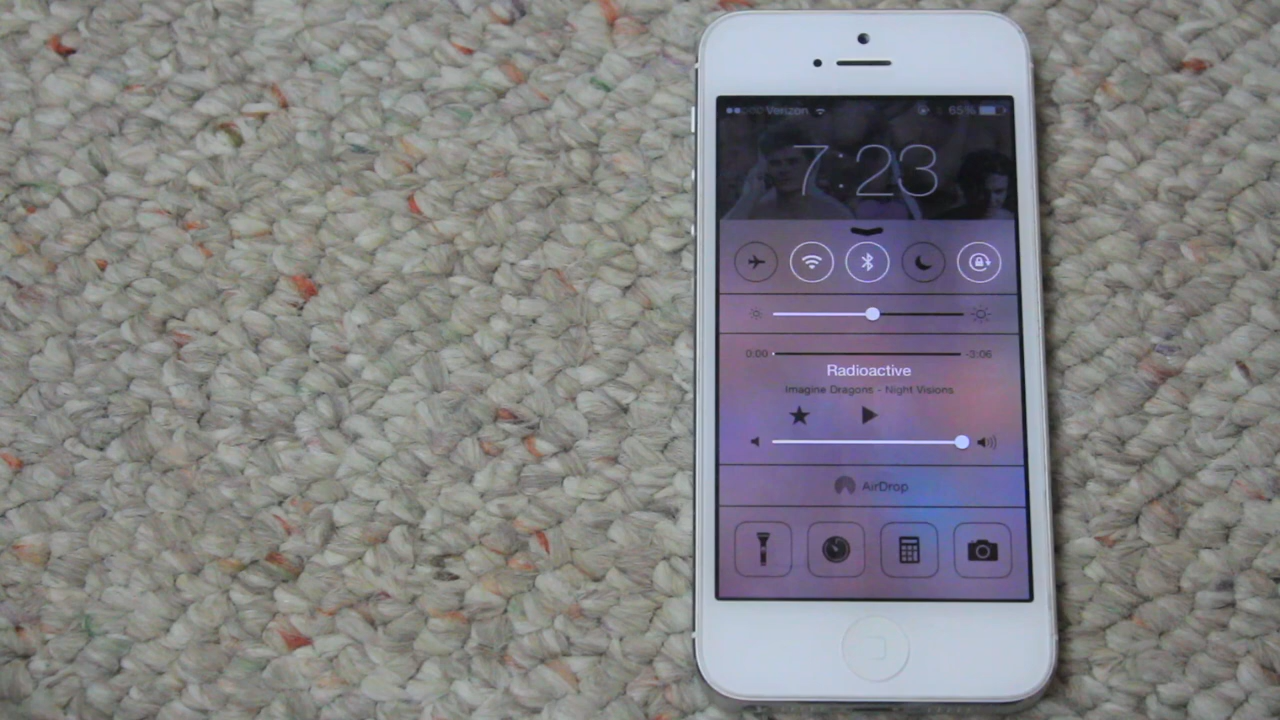 Verizon 65%
7:23
0:00 -3:06
Radioactive
Imagine Dragons - Night Visions
AirDrop